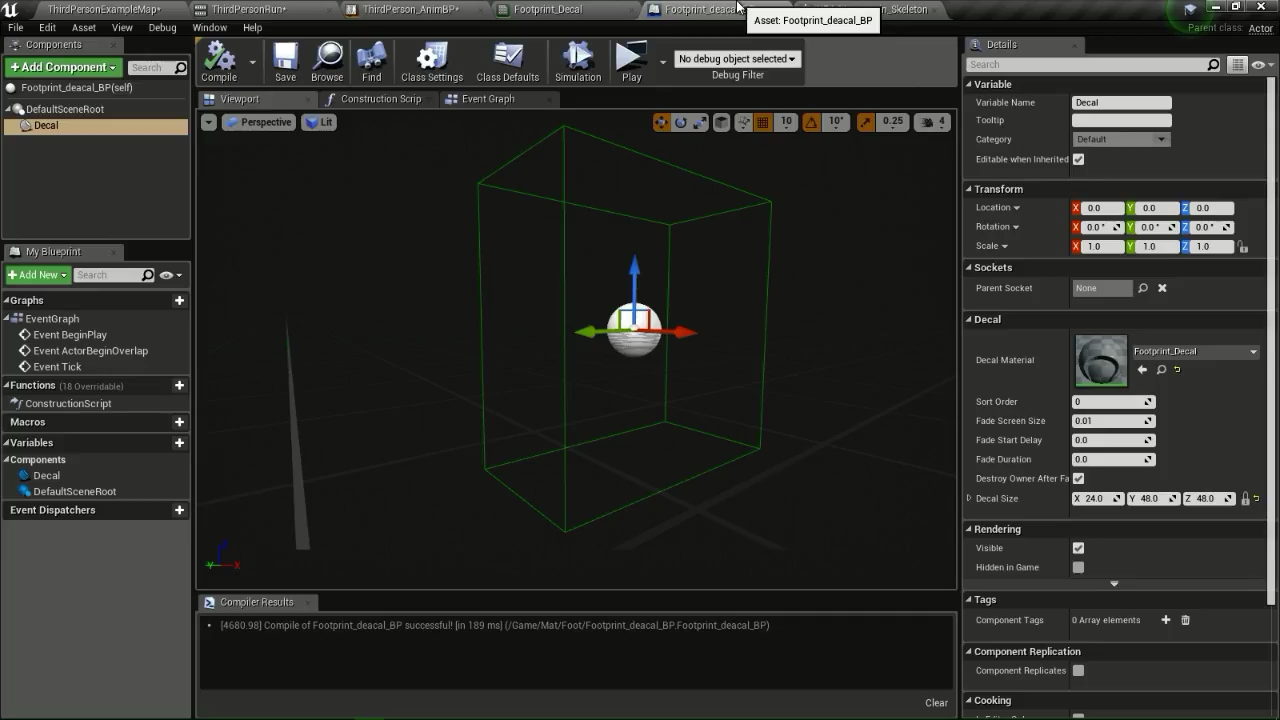 ThirdPersonExampleMap*
ThirdPersonRun*
ThirdPerson_AnimBP*
Footprint_Decal
Footprint_deaca
n_Skeleton
Asset: Footprint_deacal_BP
File
Edit
Asset
View
Debug
Window
Help
Parent class:
Actor
Components
+ Add Component
Search
Footprint_deacal_BP(self)
DefaultSceneRoot
Decal
Compile
Save
Browse
Find
Class Settings
Class Defaults
Simulation
Play
No debug object selected
Debug Filter
Viewport
Construction Scrip
Event Graph
Perspective
Lit
10
10°
0.25
4
My Blueprint
+ Add New
Search
Graphs
EventGraph
Event BeginPlay
Event ActorBeginOverlap
Event Tick
Functions (18 Overridable)
ConstructionScript
Macros
Variables
Components
Decal
DefaultSceneRoot
Event Dispatchers
Y
X
Compiler Results
[4680.98] Compile of Footprint_deacal_BP successful! [in 189 ms] (/Game/Mat/Foot/Footprint_deacal_BP.Footprint_deacal_BP)
Clear
Details
Search
Variable
Variable Name
Decal
Tooltip
Category
Default
Editable when Inherited
Transform
Location
X 0.0 Y 0.0 Z 0.0
Rotation
X 0.0° Y 0.0° Z 0.0°
Scale
X 1.0 Y 1.0 Z 1.0
Sockets
Parent Socket
None
Decal
Decal Material
Footprint_Decal
Sort Order
0
Fade Screen Size
0.01
Fade Start Delay
0.0
Fade Duration
0.0
Destroy Owner After Fa
Decal Size
X 24.0 Y 48.0 Z 48.0
Rendering
Visible
Hidden in Game
Tags
Component Tags
0 Array elements
Component Replication
Component Replicates
Cooking